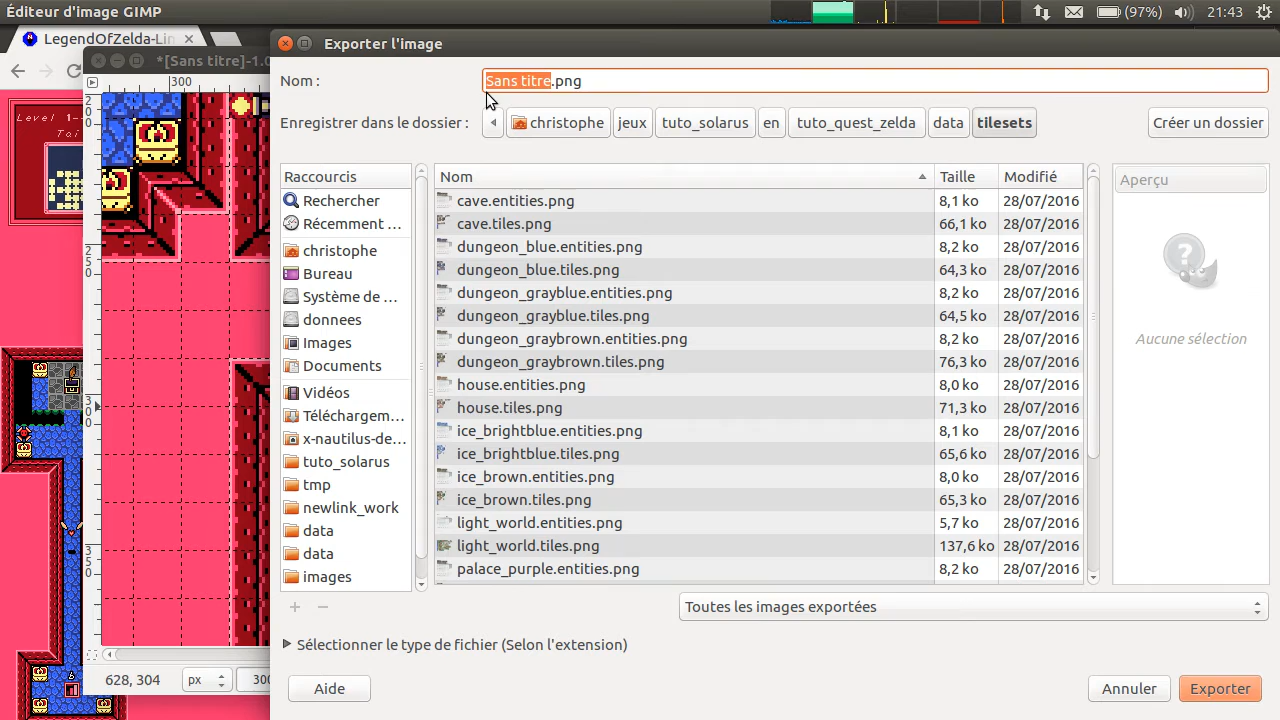 Éditeur d'image GIMP
(97%)
21:43
LegendOfZelda-Lin
*[Sans titre]-1.0
Exporter l'image
300
Nom :
Sans titre.png
Enregistrer dans le dossier :
christophe
jeux
tuto_solarus
en
tuto_quest_zelda
data
tilesets
Créer un dossier
Level 1-
Tai
Raccourcis
Rechercher
Récemment ...
christophe
Bureau
Système de ...
donnees
Images
Documents
Vidéos
Téléchargem...
x-nautilus-de...
tuto_solarus
tmp
newlink_work
data
data
images
Nom Taille Modifié
cave.entities.png 8,1 ko 28/07/2016
cave.tiles.png 66,1 ko 28/07/2016
dungeon_blue.entities.png 8,2 ko 28/07/2016
dungeon_blue.tiles.png 64,3 ko 28/07/2016
dungeon_grayblue.entities.png 8,2 ko 28/07/2016
dungeon_grayblue.tiles.png 64,5 ko 28/07/2016
dungeon_graybrown.entities.png 8,2 ko 28/07/2016
dungeon_graybrown.tiles.png 76,3 ko 28/07/2016
house.entities.png 8,0 ko 28/07/2016
house.tiles.png 71,3 ko 28/07/2016
ice_brightblue.entities.png 8,1 ko 28/07/2016
ice_brightblue.tiles.png 65,6 ko 28/07/2016
ice_brown.entities.png 8,0 ko 28/07/2016
ice_brown.tiles.png 65,3 ko 28/07/2016
light_world.entities.png 5,7 ko 28/07/2016
light_world.tiles.png 137,6 ko 28/07/2016
palace_purple.entities.png 8,2 ko 28/07/2016
Aperçu
Aucune sélection
200
250
300
350
Toutes les images exportées
Sélectionner le type de fichier (Selon l'extension)
628, 304
px
300
Aide
Annuler
Exporter